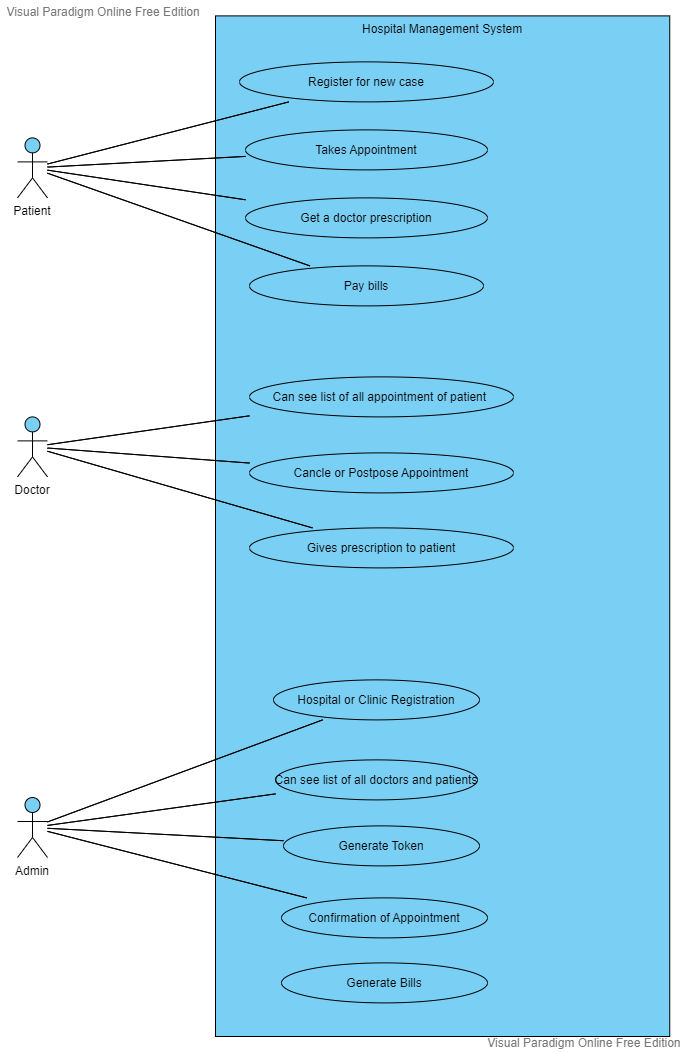 Visual Paradigm Online Free Edition
Hospital Management System
Register for new case
Takes Appointment
Get a doctor prescription
Patient
Pay bills
Can see list of all appointment of patient
Cancle or Postpose Appointment
Doctor
Gives prescription to patient
Hospital or Clinic Registration
Can see list of all doctors and patients
Generate Token
Admin
Confirmation of Appointment
Generate Bills
Visual Paradigm Online Free Edition